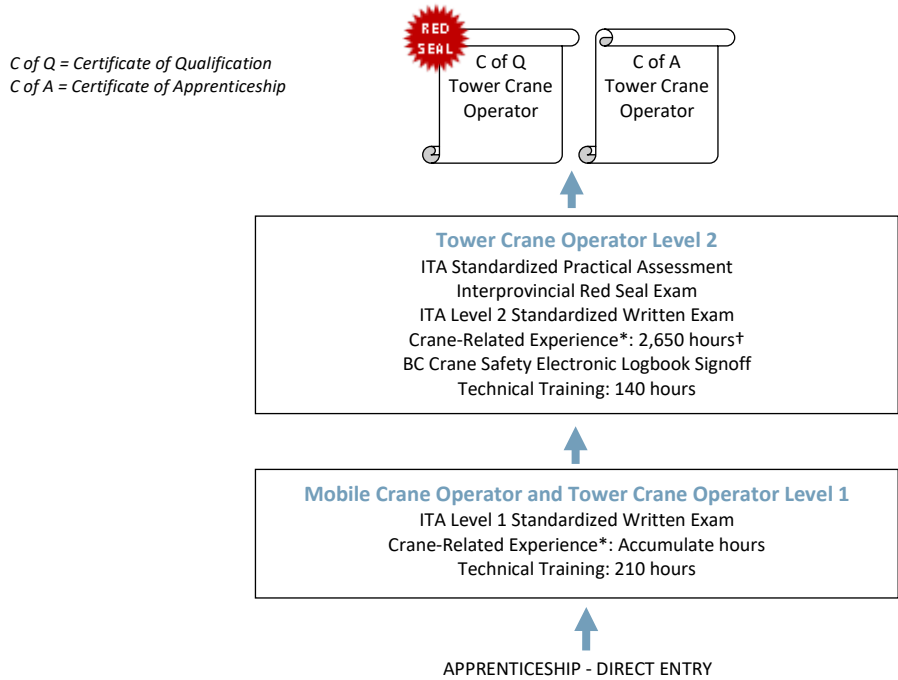 RED
SEAL
C of Q = Certificate of Qualification
C of A = Certificate of Apprenticeship
C of Q
Tower Crane
Operator
C of A
Tower Crane
Operator
Tower Crane Operator Level 2
ITA Standardized Practical Assessment
Interprovincial Red Seal Exam
ITA Level 2 Standardized Written Exam
Crane-Related Experience*: 2,650 hours†
BC Crane Safety Electronic Logbook Signoff
Technical Training: 140 hours
Mobile Crane Operator and Tower Crane Operator Level 1
ITA Level 1 Standardized Written Exam
Crane-Related Experience*: Accumulate hours
Technical Training: 210 hours
APPRENTICESHIP - DIRECT ENTRY